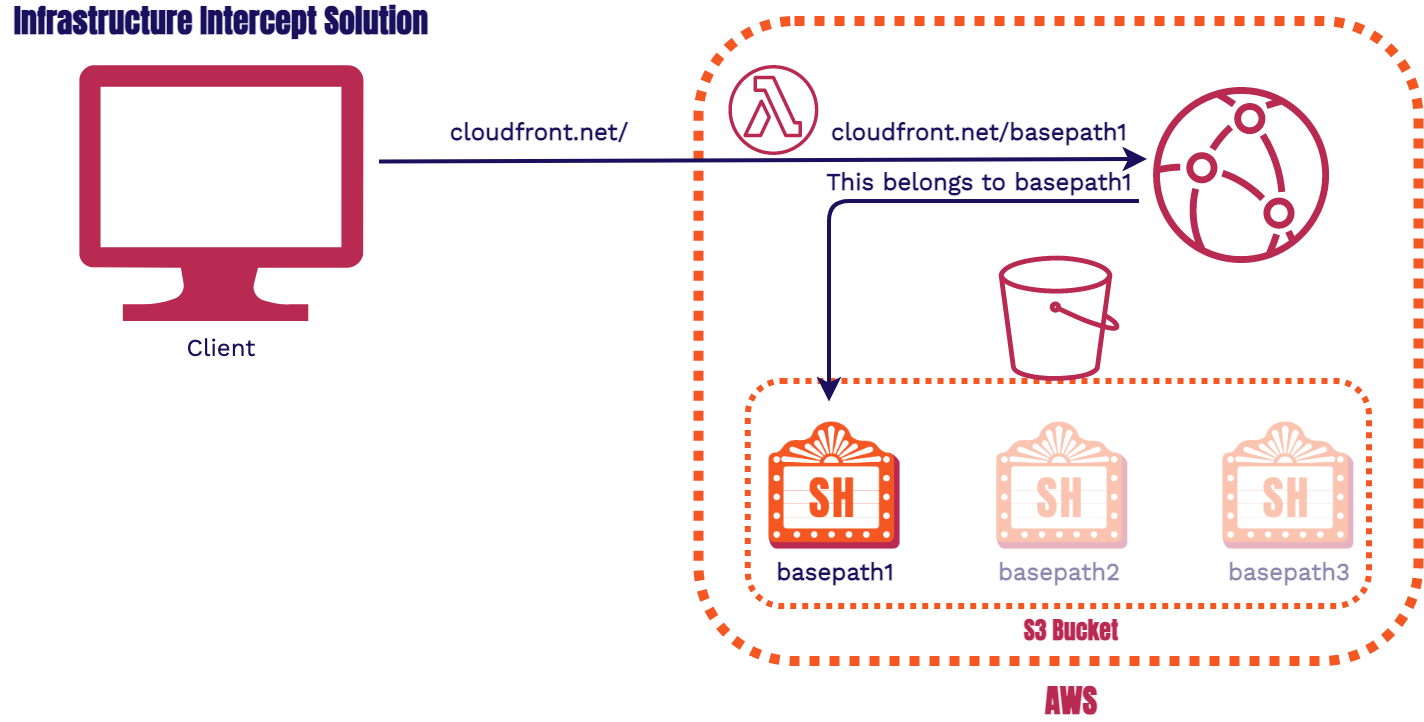 Infrastructure Intercept Solution
cloudfront.net/
cloudfront.net/basepath1
This belongs to basepath1
Client
SH
SH
SH
basepath1
basepath2
basepath3
S3 Bucket
AWS